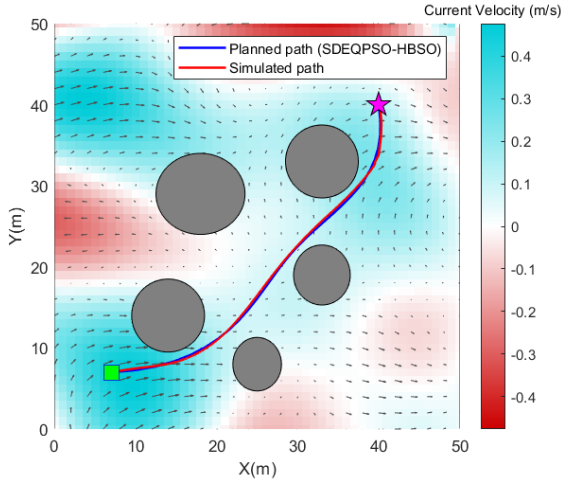 Current Velocity (m/s)
50
40
30
20
10
0
Y(m)
Planned path (SDEQPSO-HBSO)
Simulated path
0.4
0.3
0.2
0.1
0
-0.1
-0.2
-0.3
-0.4
0 10 20 30 40 50
X(m)